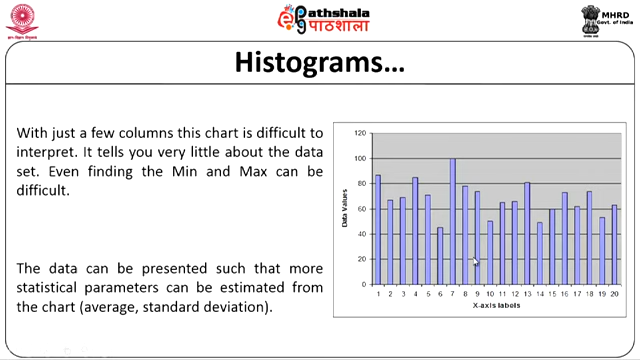 Pathshala
पाठशाला
MHRD
Govt. of India
Histograms...
With just a few columns this chart is difficult to
interpret. It tells you very little about the data
set. Even finding the Min and Max can be
difficult.
The data can be presented such that more
statistical parameters can be estimated from
the chart (average, standard deviation).
120
100
80
60
40
20
0
Data Values
1 2 3 4 5 6 7 8 9 10 11 12 13 14 15 16 17 18 19 20
X-axis labels